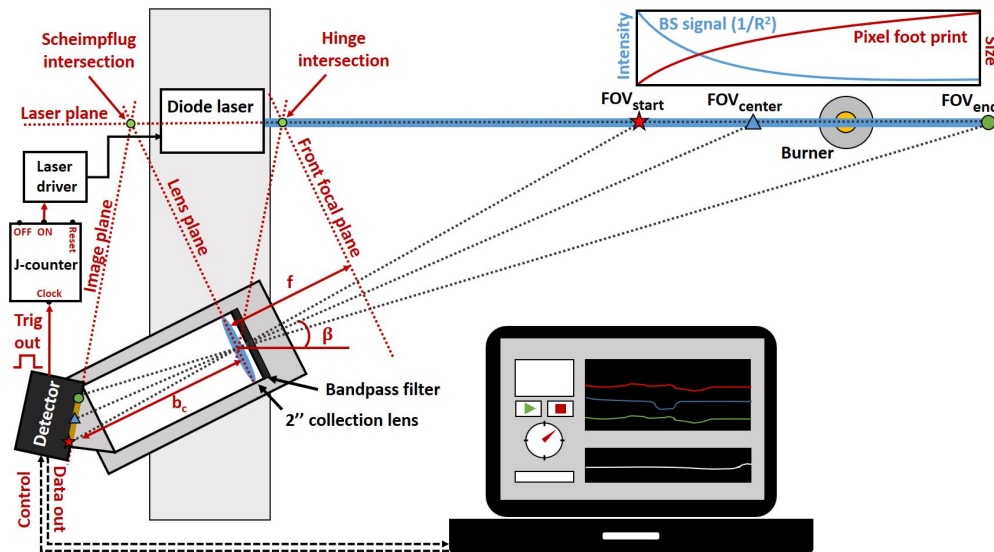 Scheimpflug
intersection
Hinge
intersection
Intensity
BS signal (1/R²)
Pixel foot print
Size
Laser plane
Diode laser
FOVstart
FOVcenter
FOVend
Burner
Laser
driver
OFF ON
Reset
J-counter
Clock
Image plane
Lens plane
Front focal plane
f
β
Trig
out
Bandpass filter
2′′ collection lens
bc
Detector
Control
Data out